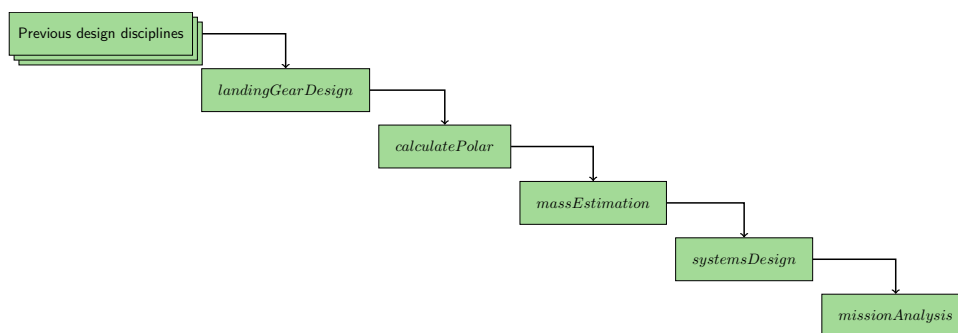 Previous design disciplines
landingGearDesign
calculatePolar
massEstimation
systemsDesign
missionAnalysis